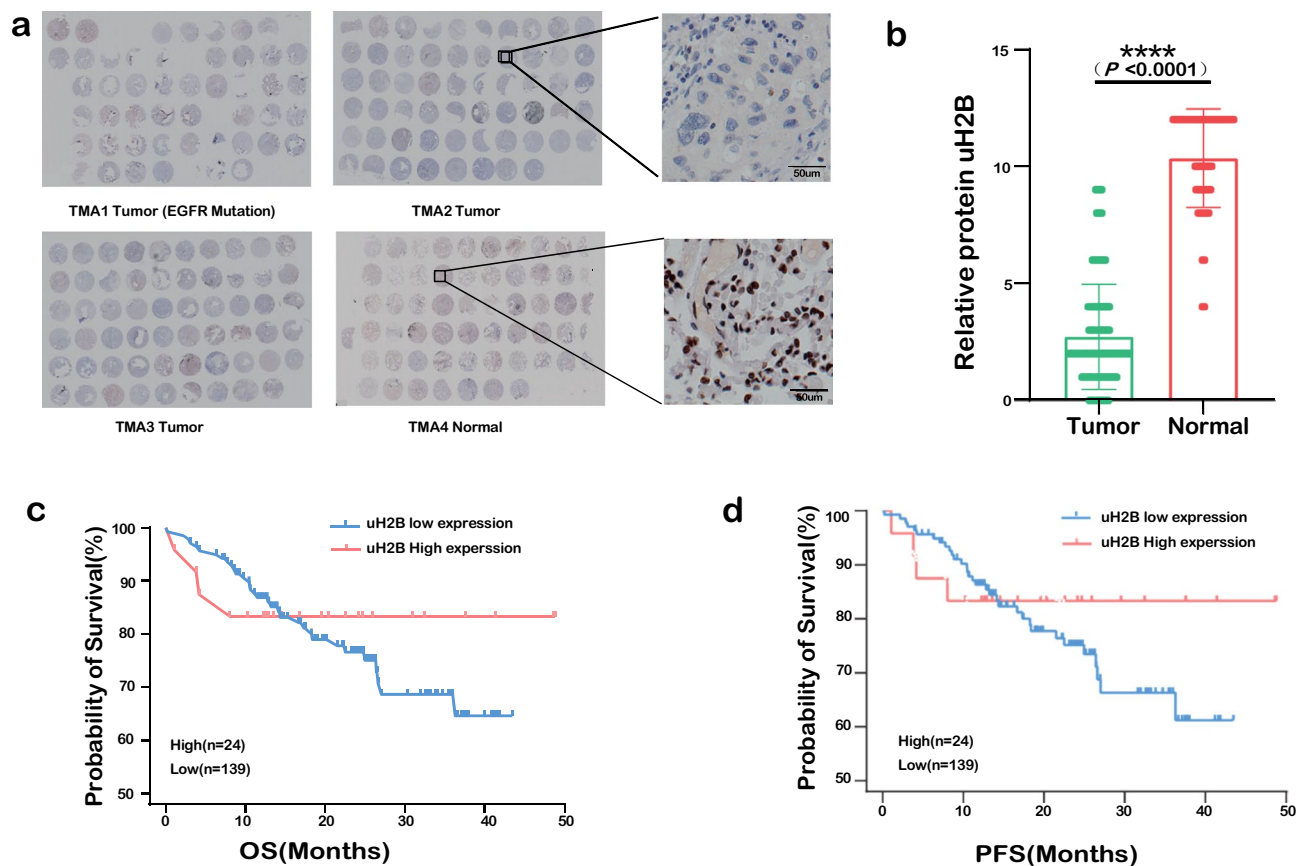 a
50um
TMA1 Tumor (EGFR Mutation)
TMA2 Tumor
50um
TMA3 Tumor
TMA4 Normal
b
****
(P <0.0001)
15
10
5
0
Relative protein uH2B
Tumor
Normal
c
uH2B low expression
uH2B High experssion
100
90
80
70
60
50
Probability of Survival(%)
High(n=24)
Low(n=139)
0 10 20 30 40 50
OS(Months)
d
uH2B low expression
uH2B High experssion
100
90
80
70
60
50
Probability of Survival(%)
High(n=24)
Low(n=139)
0 10 20 30 40 50
PFS(Months)